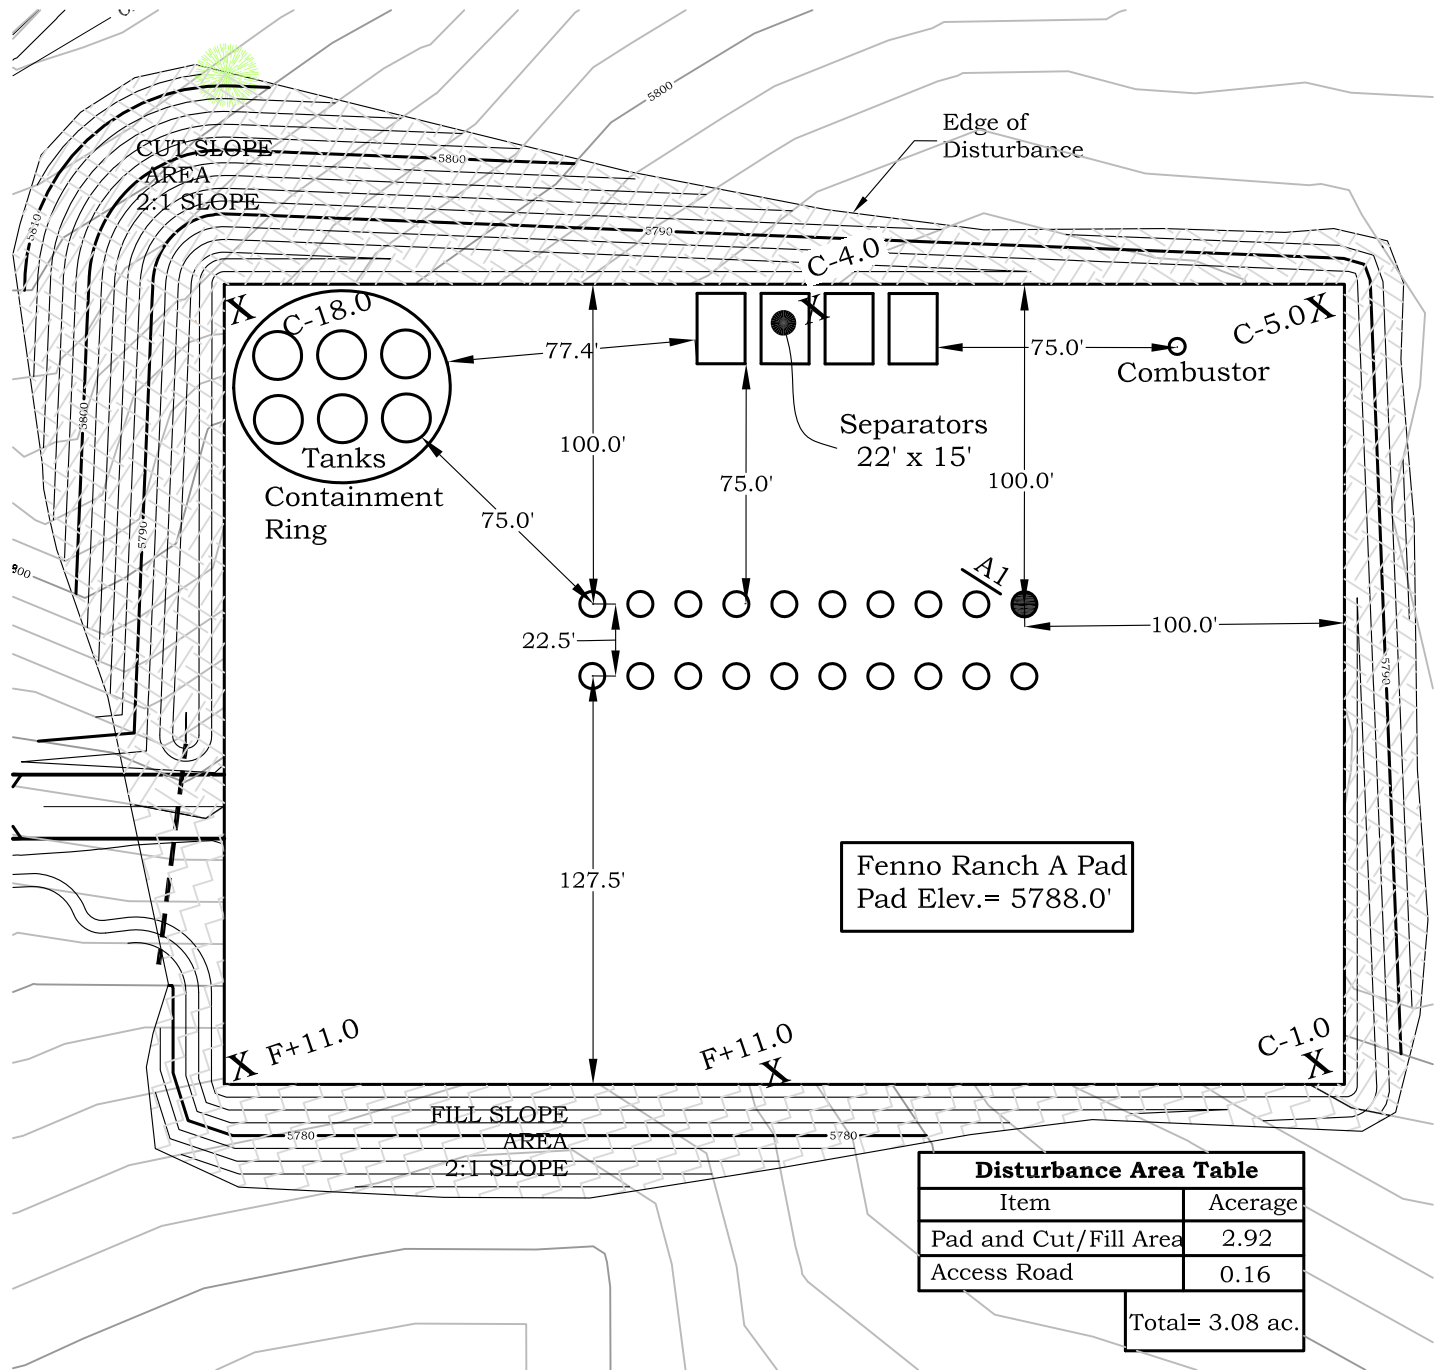 5800
Edge of
Disturbance
CUT SLOPE
AREA
2:1 SLOPE
5800
5810
5790
C-4.0
X
C-18.0
X
C-5.0
X
77.4'
75.0'
Combustor
5800
Separators
22' x 15'
100.0'
75.0'
100.0'
Tanks
Containment
Ring
75.0'
5790
A1
22.5'
100.0'
5790
127.5'
Fenno Ranch A Pad
Pad Elev.= 5788.0'
X
F+11.0
F+11.0
X
C-1.0
X
FILL SLOPE
AREA
2:1 SLOPE
5780
5780
Disturbance Area Table
Item Acerage
Pad and Cut/Fill Area 2.92
Access Road 0.16
Total= 3.08 ac.